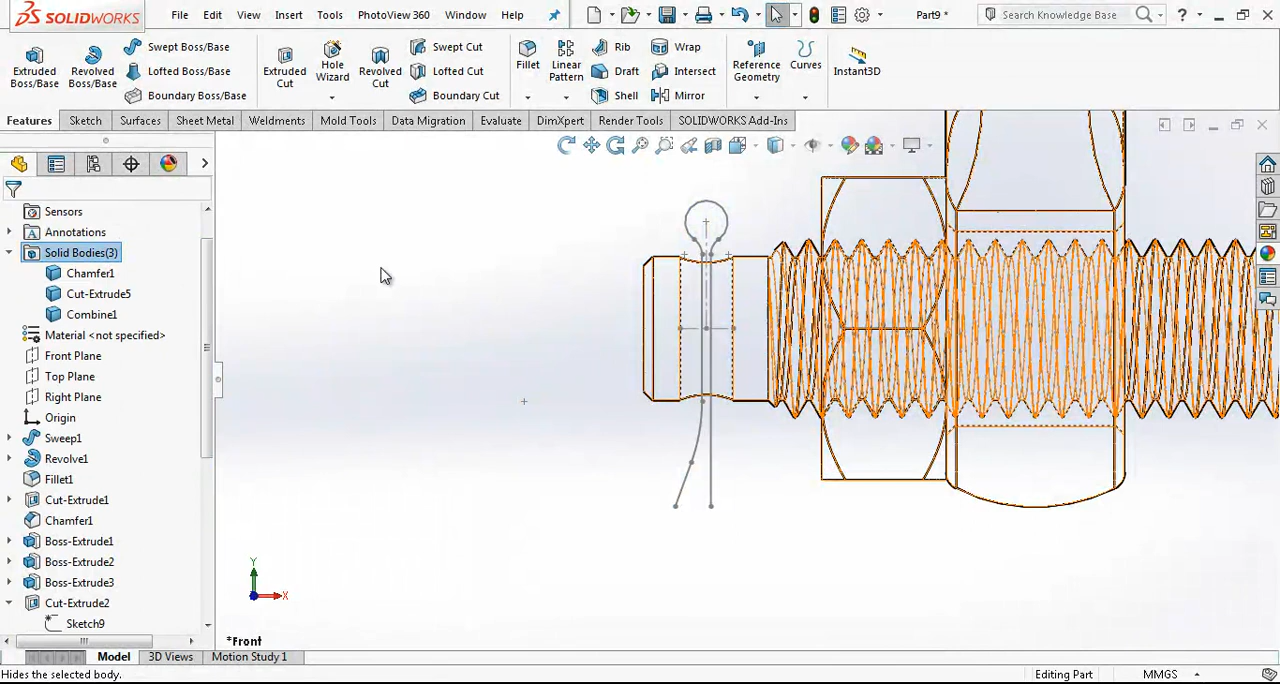 SOLIDWORKS File Edit View Insert Tools PhotoView 360 Window Help Part9 * Search Knowledge Base ?
Extruded Boss/Base Revolved Boss/Base Swept Boss/Base Lofted Boss/Base Boundary Boss/Base Extruded Cut Hole Wizard Revolved Cut Swept Cut Lofted Cut Boundary Cut Fillet Linear Pattern Rib Draft Shell Wrap Intersect Mirror Reference Geometry Curves Instant3D
Features Sketch Surfaces Sheet Metal Weldments Mold Tools Data Migration Evaluate DimXpert Render Tools SOLIDWORKS Add-Ins
Sensors
Annotations
Solid Bodies(3)
Chamfer1
Cut-Extrude5
Combine1
Material <not specified>
Front Plane
Top Plane
Right Plane
Origin
Sweep1
Revolve1
Fillet1
Cut-Extrude1
Chamfer1
Boss-Extrude1
Boss-Extrude2
Boss-Extrude3
Cut-Extrude2
Sketch9
Y
X
*Front
Model 3D Views Motion Study 1
Hides the selected body. Editing Part MMGS